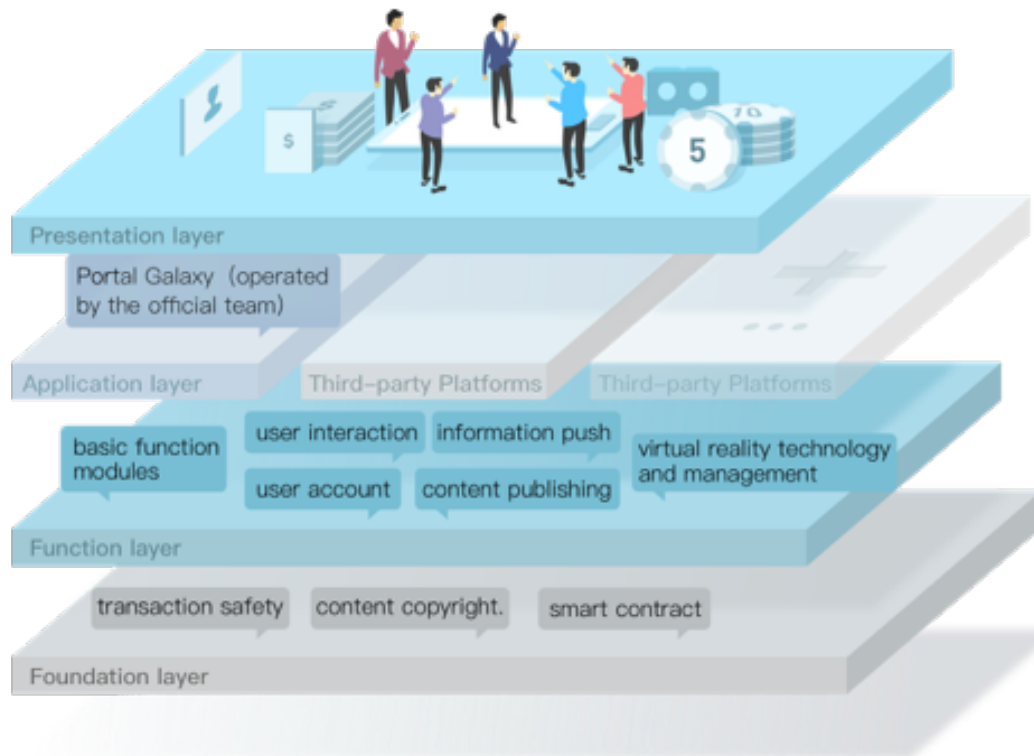 $
$
10
5
Presentation layer
Portal Galaxy (operated
by the official team)
Application layer
Third-party Platforms
Third-party Platforms
basic function
modules
user interaction
information push
user account
content publishing
virtual reality technology
and management
Function layer
transaction safety
content copyright.
smart contract
Foundation layer